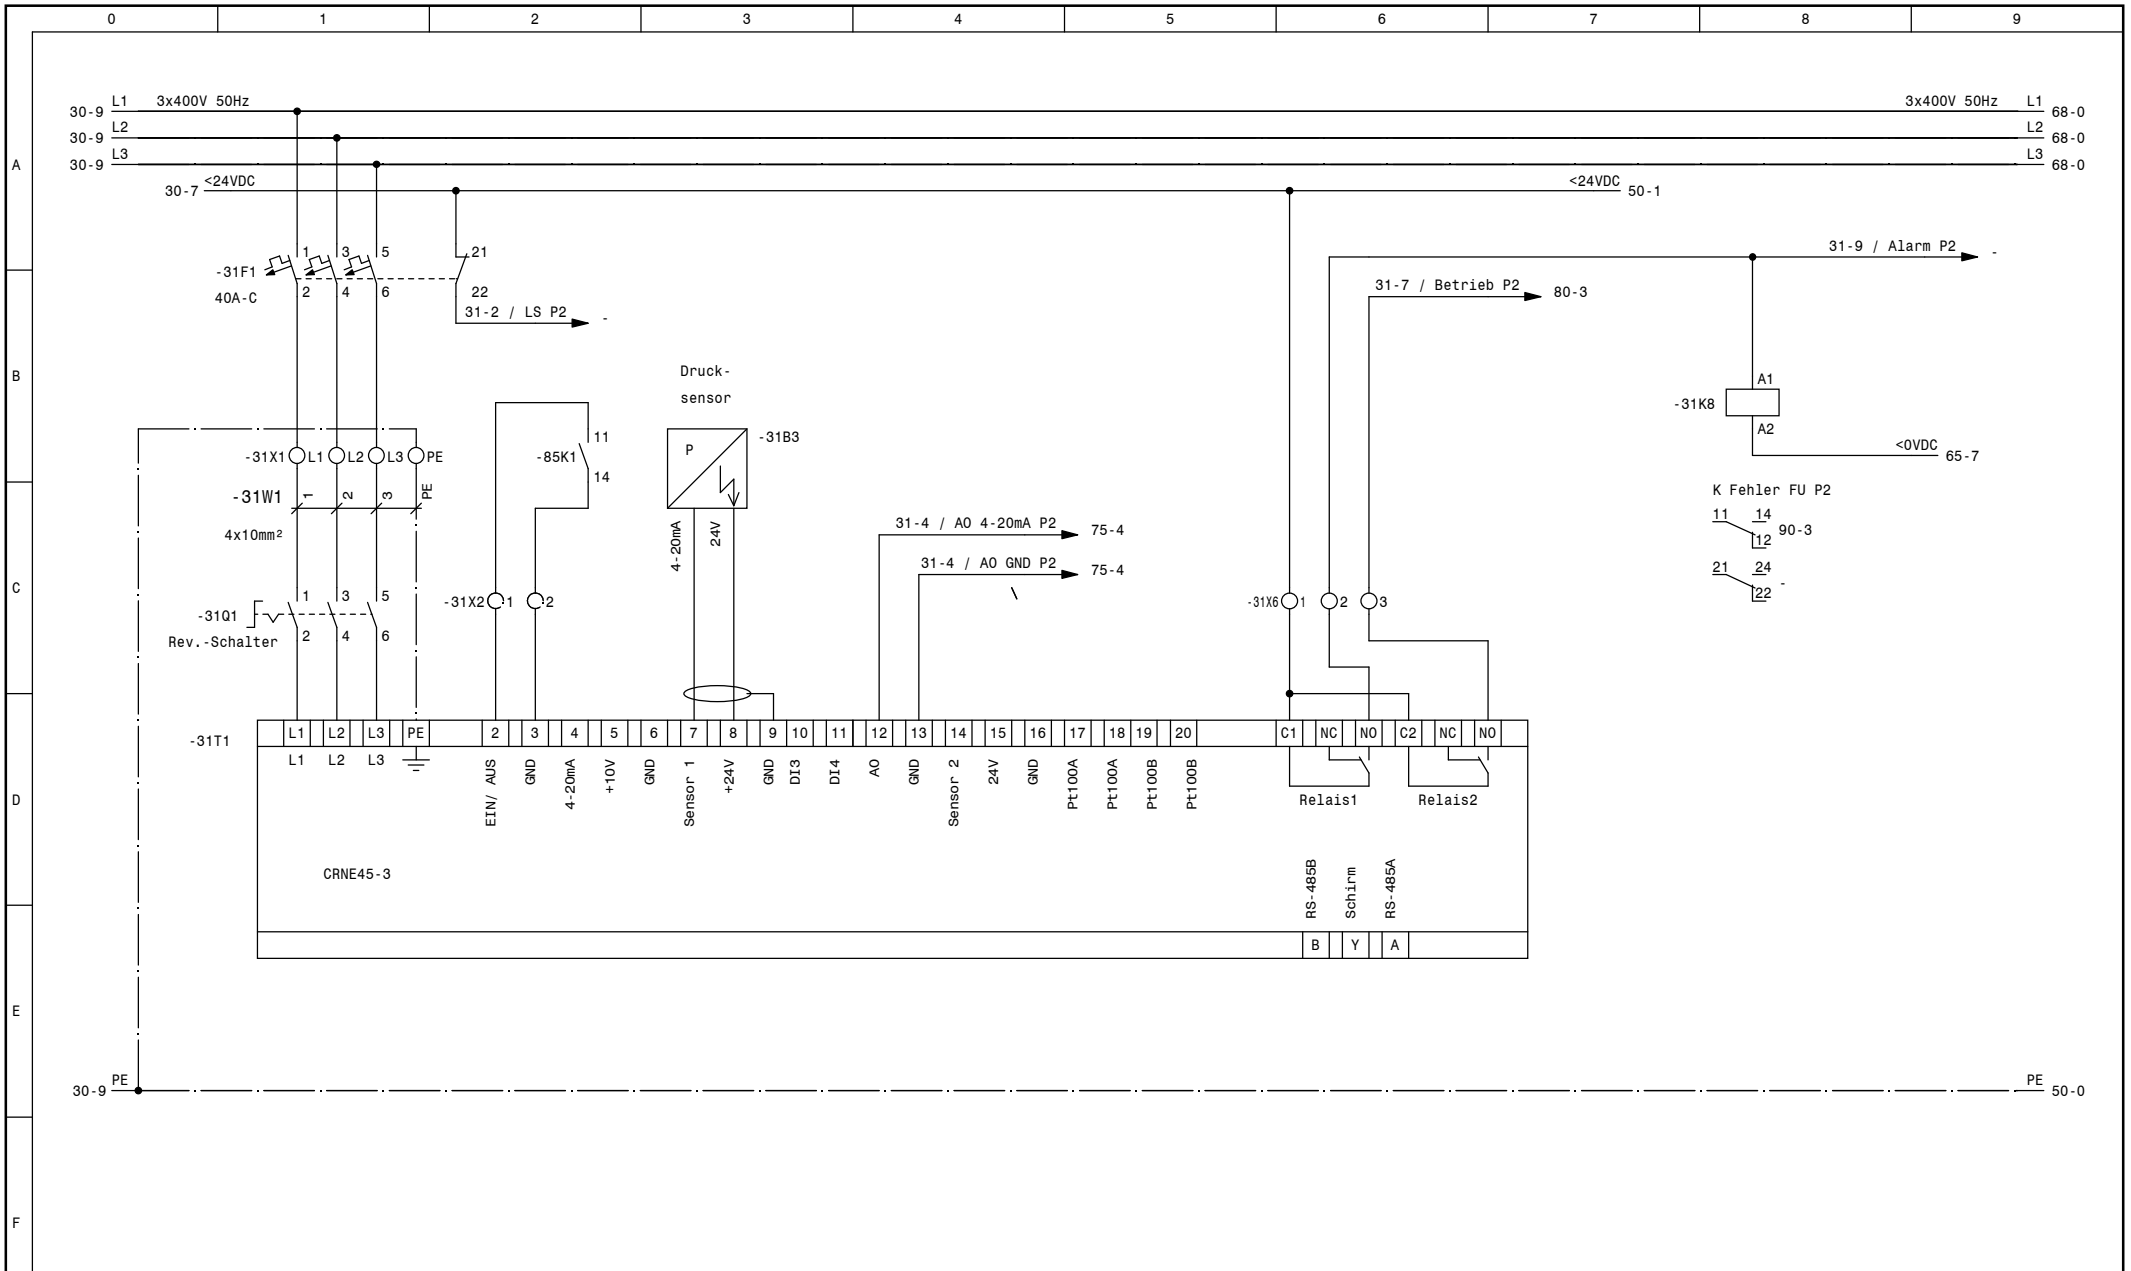 0 1 2 3 4 5 6 7 8 9
L1 3x400V 50Hz 3x400V 50Hz L1
30-9 68-0
L2 L2
30-9 68-0
L3 L3
A 30-9 68-0
<24VDC <24VDC
30-7 50-1
1 3 5 21 31-9 / Alarm P2 -
-31F1
31-7 / Betrieb P2 80-3
40A-C 2 4 6 22
31-2 / LS P2 -
Druck-
B
sensor
A1
-31K8
A2
11
P -31B3
<0VDC
-31X1 L1 L2 L3 PE -85K1 65-7
14
K Fehler FU P2
-31W1 1 2 3 PE
11 14
4x10mm² 4-20mA 24V 31-4 / AO 4-20mA P2 75-4 90-3
12
31-4 / AO GND P2 75-4 21 24
C -
22
1 3 5 -31X2 1 2 -31X6 1 2 3
-31Q1
2 4 6
Rev.-Schalter
-31T1 L1 L2 L3 PE 2 3 4 5 6 7 8 9 10 11 12 13 14 15 16 17 18 19 20 C1 NC NO C2 NC NO
L1 L2 L3 EIN/ AUS GND 4-20mA +10V GND Sensor 1 +24V GND DI3 DI4 AO GND Sensor 2 24V GND Pt100A Pt100A Pt100B Pt100B
D Relais1 Relais2
CRNE45-3
RS-485B Schirm RS-485A
B Y A
E
PE PE
30-9 50-0
F